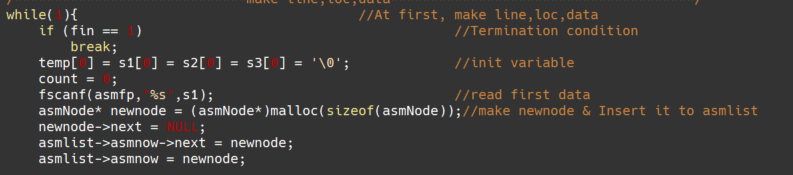 make line,loc,data
while(1){ //At first, make line,loc,data
if (fin == 1) //Termination condition
break;
temp[0] = s1[0] = s2[0] = s3[0] = '\0'; //init variable
count = 0;
fscanf(asmfp,"%s",s1); //read first data
asmNode* newnode = (asmNode*)malloc(sizeof(asmNode));//make newnode & Insert it to asmlist
newnode->next = NULL;
asmlist->asmnow->next = newnode;
asmlist->asmnow = newnode;